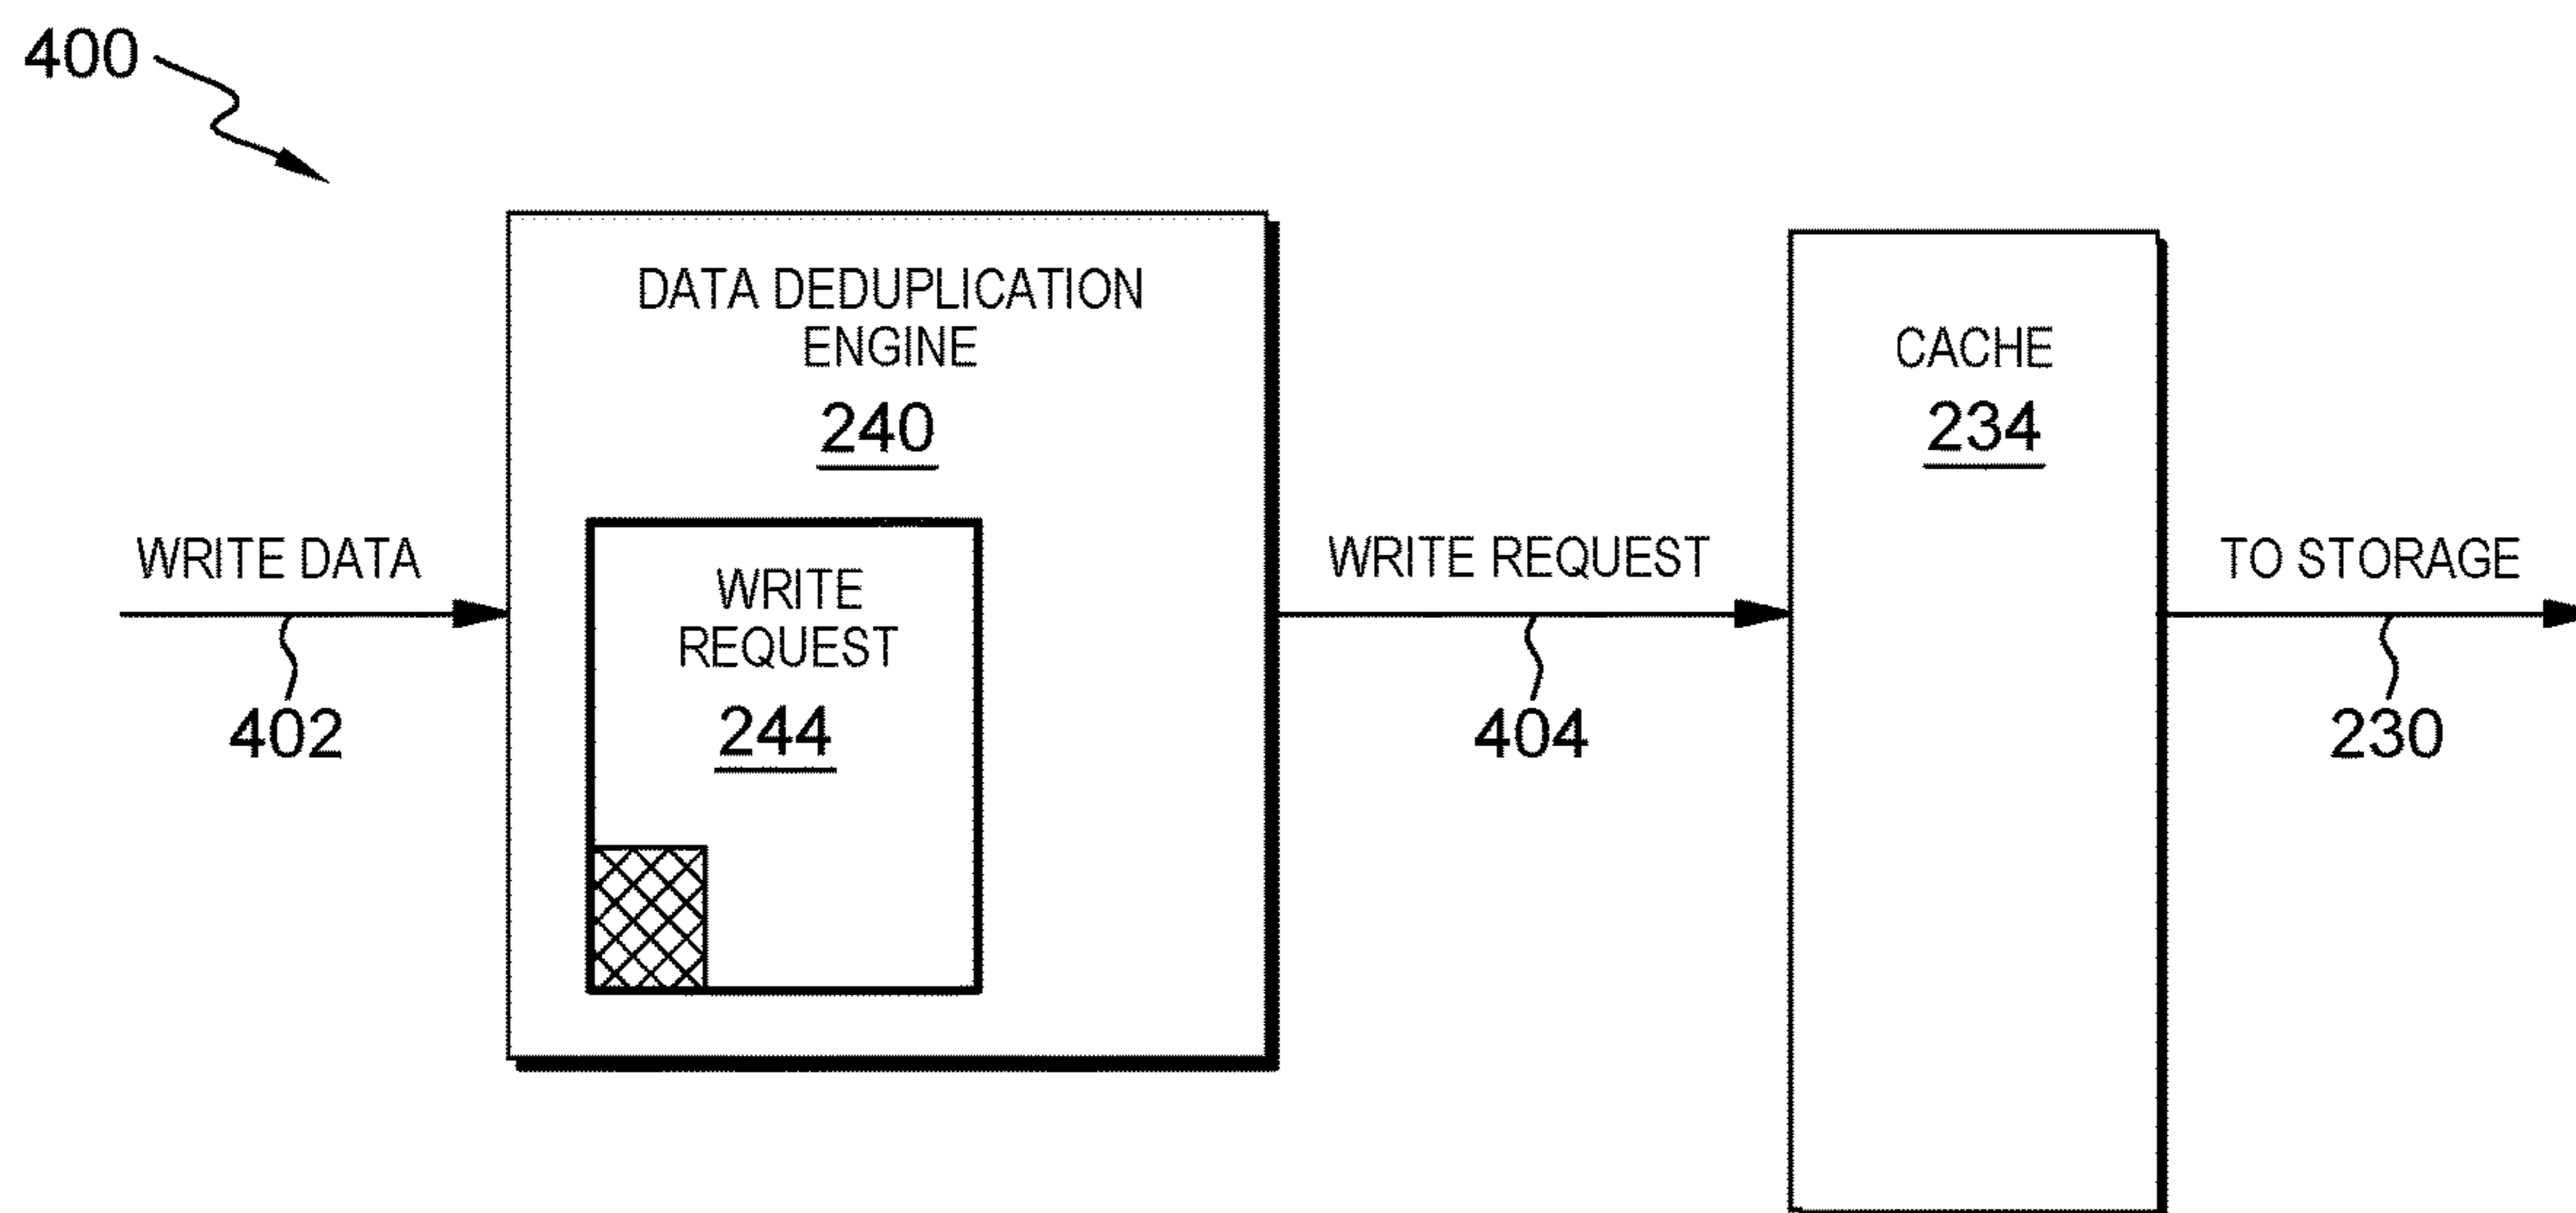 400
DATA DEDUPLICATION
ENGINE
240
CACHE
234
WRITE DATA
402
WRITE
REQUEST
244
WRITE REQUEST
404
TO STORAGE
230